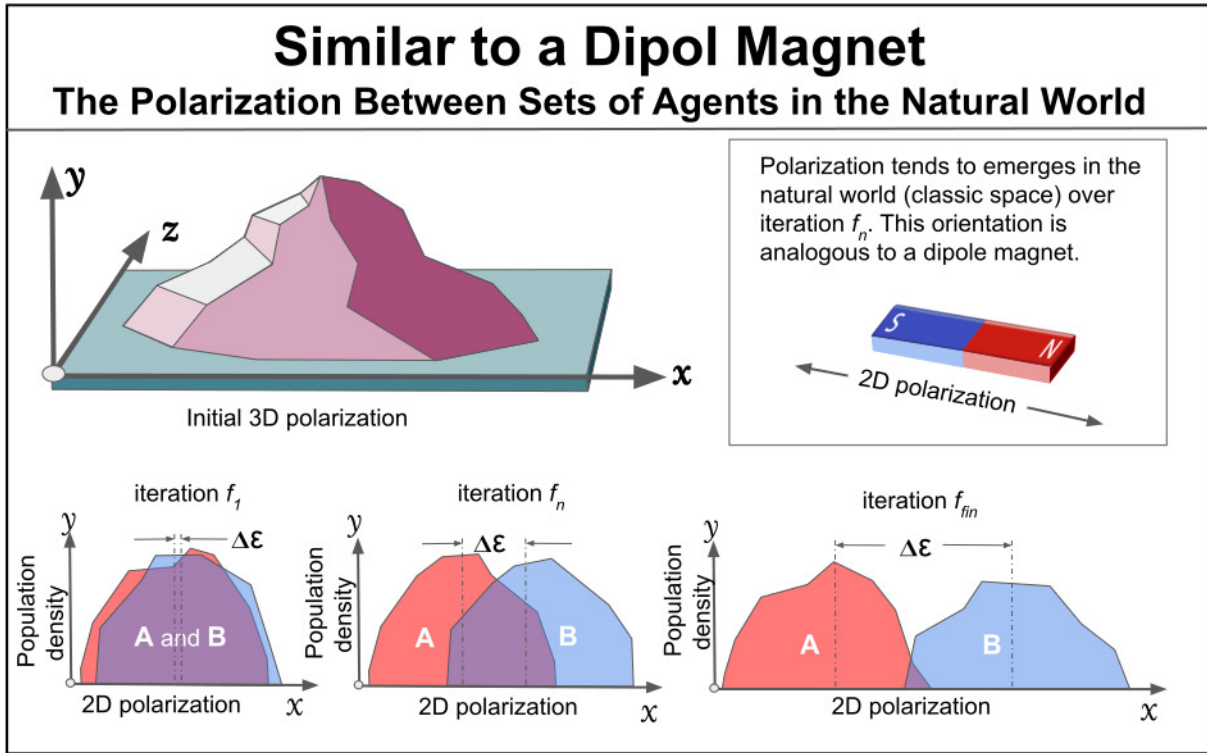 Similar to a Dipol Magnet
The Polarization Between Sets of Agents in the Natural World
y
z
x
Initial 3D polarization
Polarization tends to emerges in the
natural world (classic space) over
iteration fn. This orientation is
analogous to a dipole magnet.
S
N
2D polarization
iteration f1
y
Δε
Population
density
A and B
2D polarization
x
iteration fn
y
Δε
Population
density
A
B
2D polarization
x
iteration ffin
y
Δε
Population
density
A
B
2D polarization
x